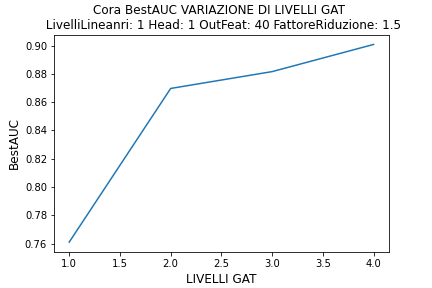 Cora BestAUC VARIAZIONE DI LIVELLI GAT
LivelliLineanri: 1 Head: 1 OutFeat: 40 FattoreRiduzione: 1.5
0.90
0.88
0.86
0.84
0.82
0.80
0.78
0.76
BestAUC
1.0 1.5 2.0 2.5 3.0 3.5 4.0
LIVELLI GAT